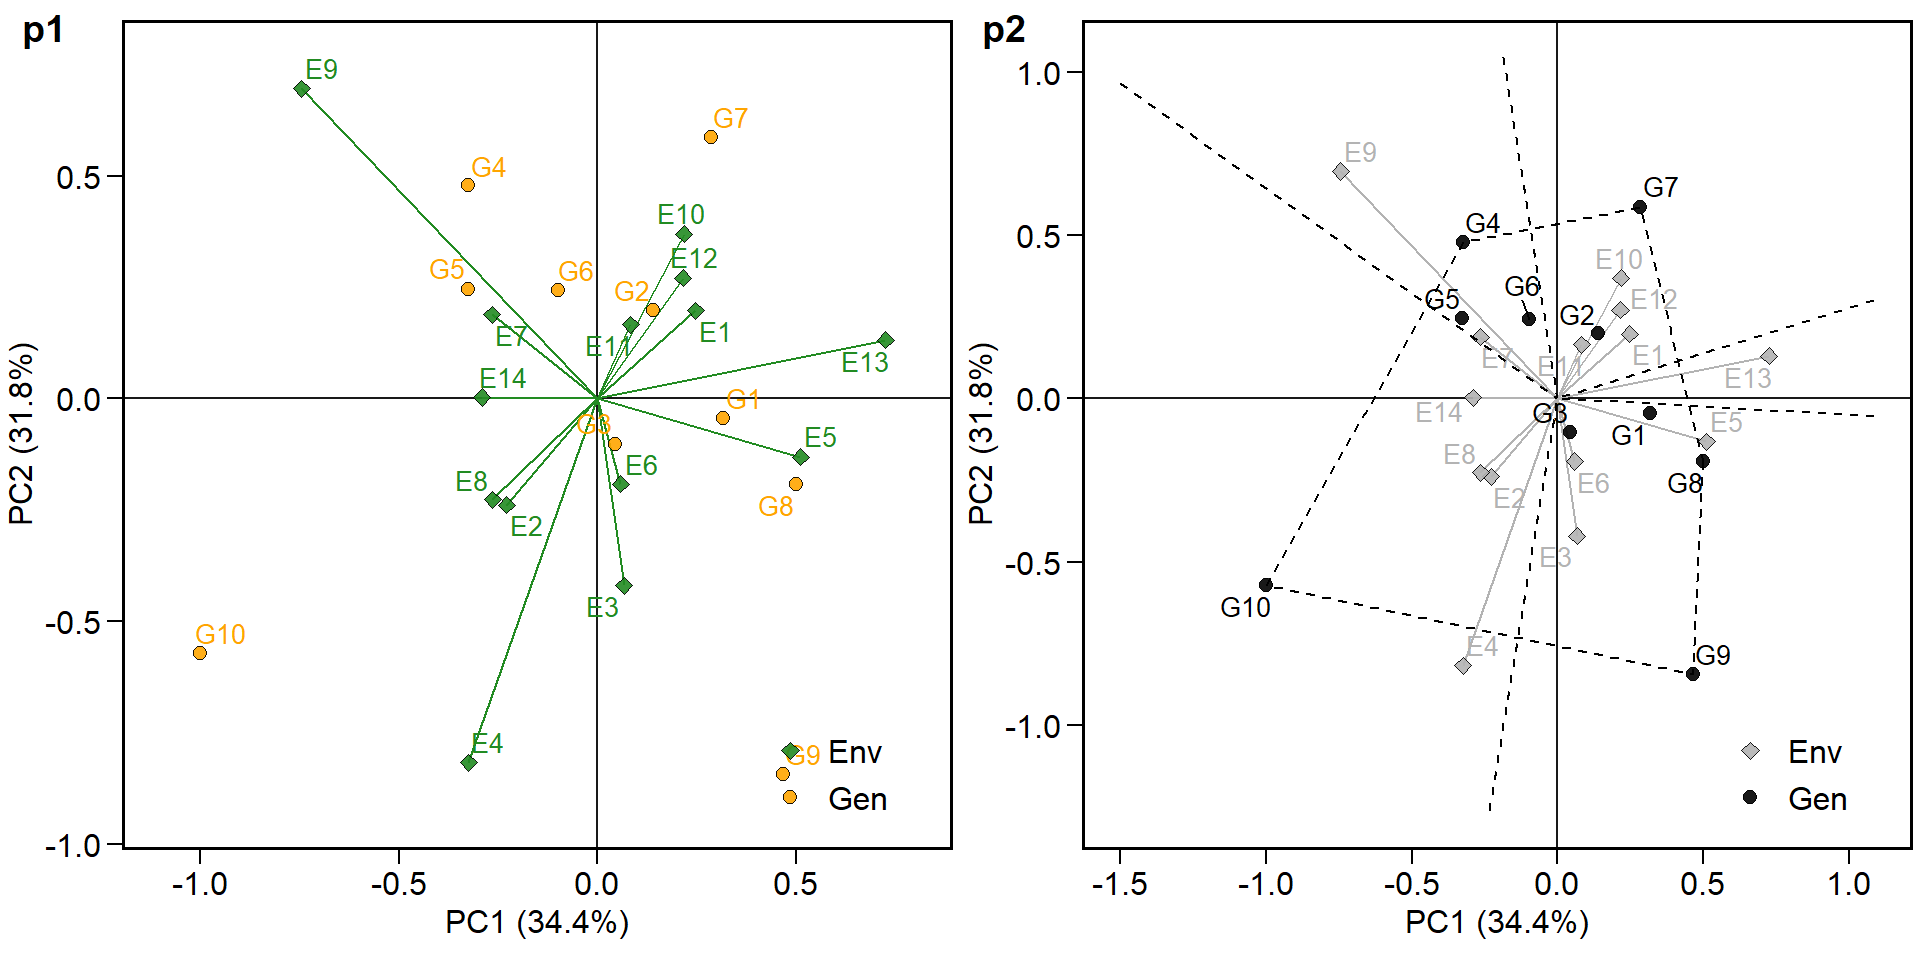 p1
E9
G7
G4
E10
E12
G5
G6
G2
E7
E11
E1
E13
E14
G1
G3
E5
E6
E8
G8
E2
E3
G10
E4
G9
Env
Gen
0.5
0.0
-0.5
-1.0
PC2 (31.8%)
-1.0
-0.5
0.0
0.5
PC1 (34.4%)
p2
E9
G7
G4
E10
G6
G5
E12
G2
E7
E11
E1
E13
E14
G3
G1
E5
E8
E6
G8
E2
E3
G10
E4
G9
Env
Gen
1.0
0.5
0.0
-0.5
-1.0
PC2 (31.8%)
-1.5
-1.0
-0.5
0.0
0.5
1.0
PC1 (34.4%)